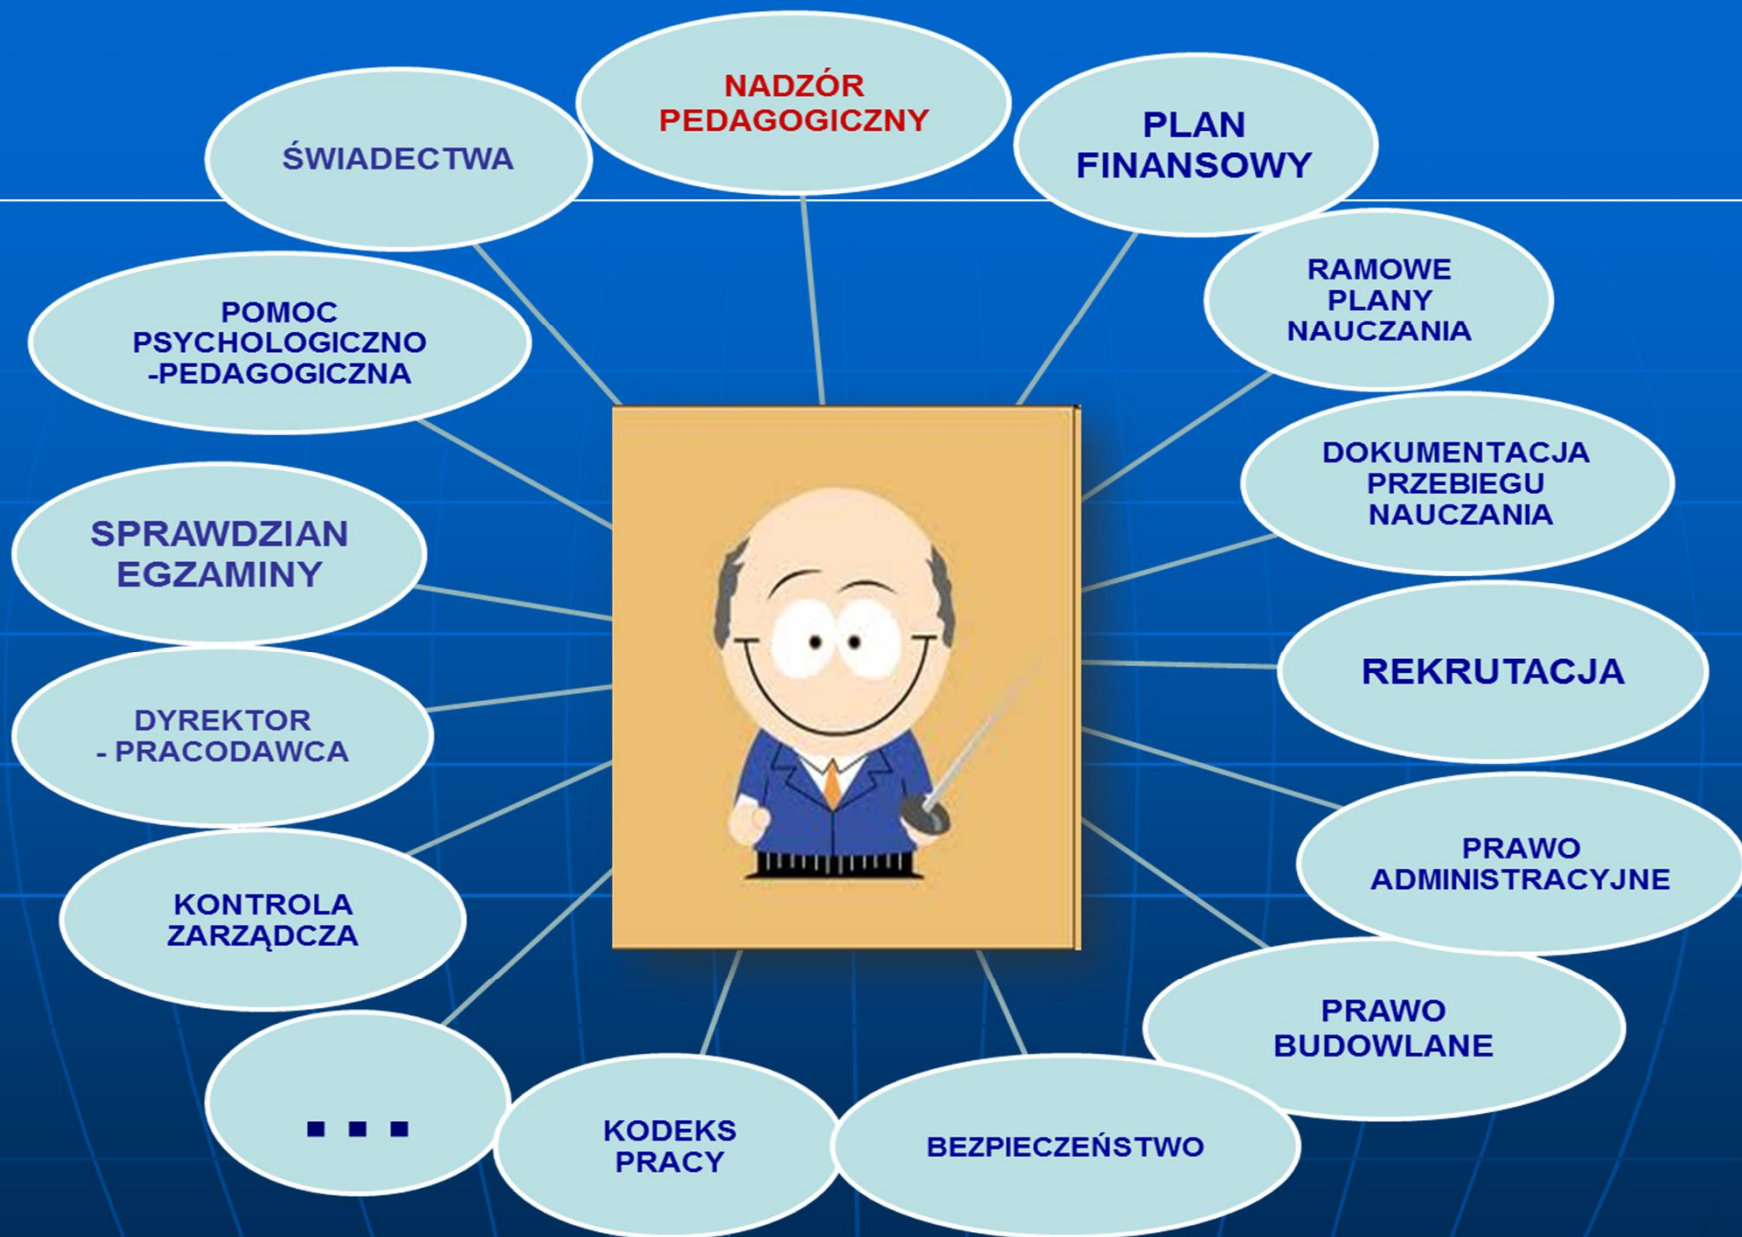 NADZÓR
PEDAGOGICZNY
PLAN
FINANSOWY
RAMOWE
PLANY
NAUCZANIA
DOKUMENTACJA
PRZEBIEGU
NAUCZANIA
REKRUTACJA
PRAWO
ADMINISTRACYJNE
PRAWO
BUDOWLANE
BEZPIECZEŃSTWO
KODEKS
PRACY
...
KONTROLA
ZARZĄDCZA
DYREKTOR
- PRACODAWCA
SPRAWDZIAN
EGZAMINY
POMOC
PSYCHOLOGICZNO
-PEDAGOGICZNA
ŚWIADECTWA